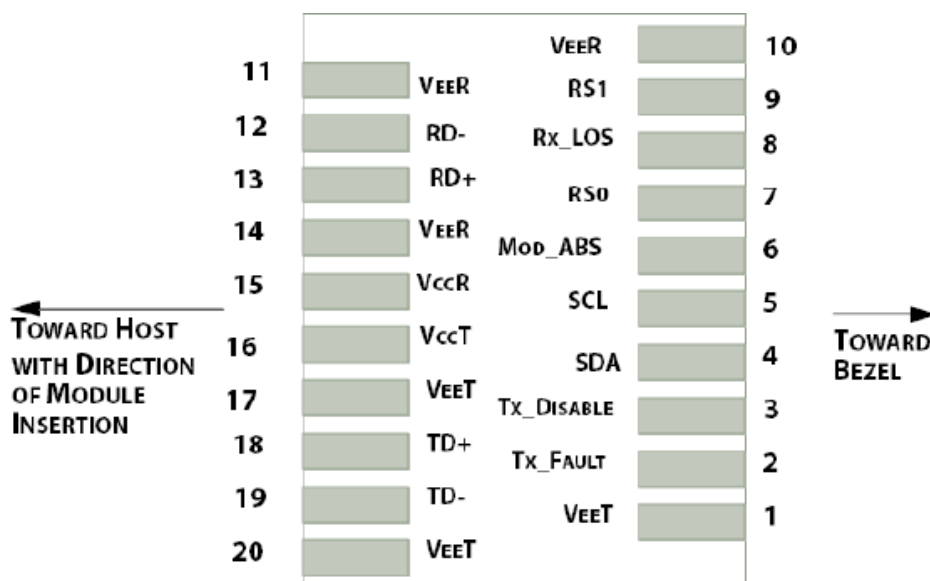 11 VEER
12 RD-
13 RD+
14 VEER
15 VCCR
16 VCCT
17 VEET
18 TD+
19 TD-
20 VEET
VEER 10
RS1 9
RX_LOS 8
RS0 7
MOD_ABS 6
SCL 5
SDA 4
TX_DISABLE 3
TX_FAULT 2
VEET 1
TOWARD HOST
WITH DIRECTION
OF MODULE
INSERTION
TOWARD
BEZEL